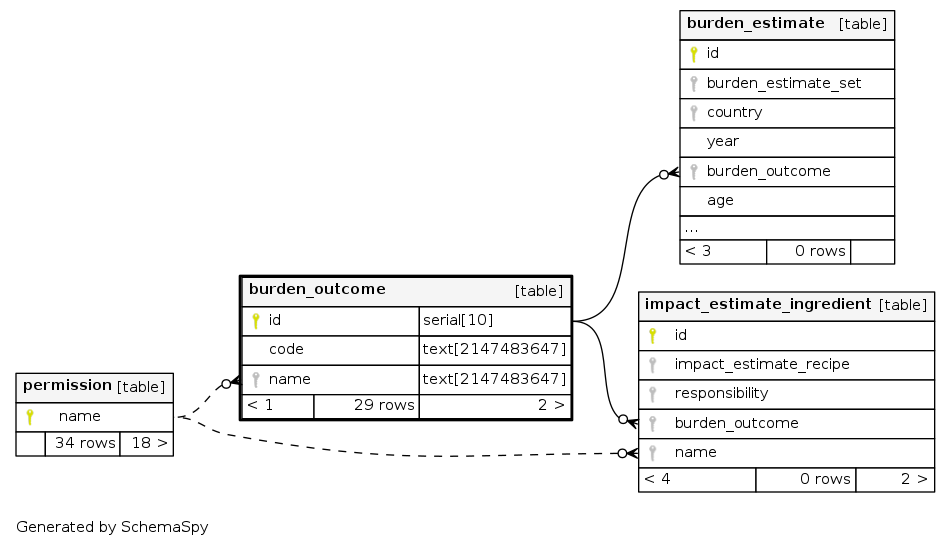 burden_estimate [table]
id
burden_estimate_set
country
year
burden_outcome
age
...
< 3 0 rows
burden_outcome [table]
id serial[10]
code text[2147483647]
name text[2147483647]
< 1 29 rows 2 >
impact_estimate_ingredient [table]
id
impact_estimate_recipe
responsibility
burden_outcome
name
< 4 0 rows 2 >
permission [table]
name
34 rows 18 >
Generated by SchemaSpy